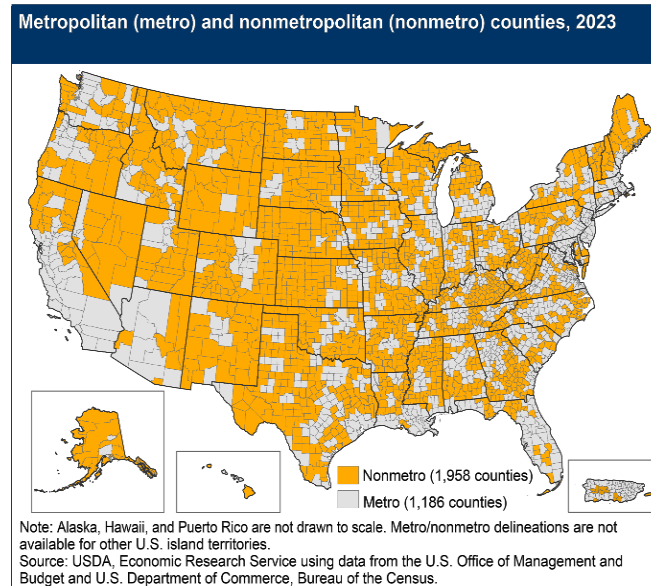 Metropolitan (metro) and nonmetropolitan (nonmetro) counties, 2023
Nonmetro (1,958 counties)
Metro (1,186 counties)
Note: Alaska, Hawaii, and Puerto Rico are not drawn to scale. Metro/nonmetro delineations are not
available for other U.S. island territories.
Source: USDA, Economic Research Service using data from the U.S. Office of Management and
Budget and U.S. Department of Commerce, Bureau of the Census.